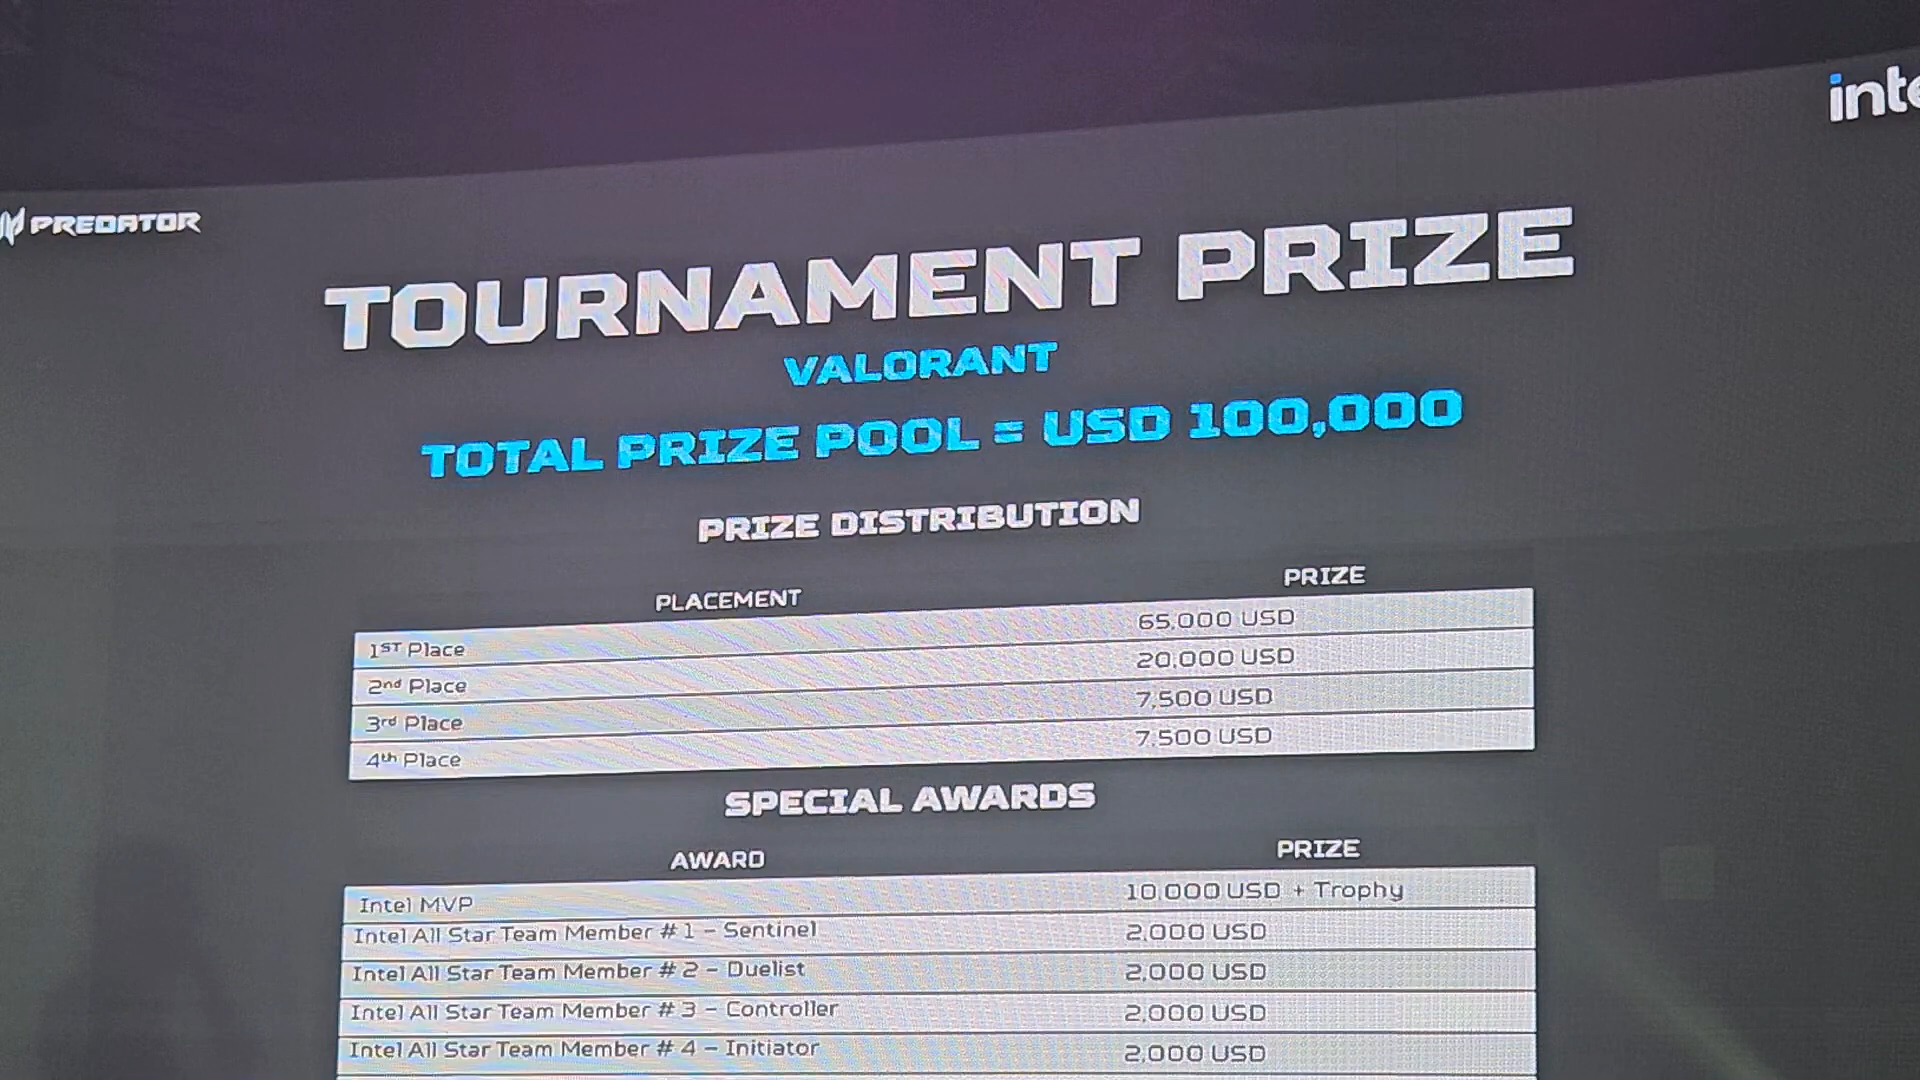 inte
PREDATOR
TOURNAMENT PRIZE
VALORANT
TOTAL PRIZE POOL = USD 100,000
PRIZE DISTRIBUTION
PLACEMENT PRIZE
1ST Place 65,000 USD
2nd Place 20,000 USD
3rd Place 7,500 USD
4th Place 7,500 USD
SPECIAL AWARDS
AWARD PRIZE
Intel MVP 10,000 USD + Trophy
Intel All Star Team Member # 1 – Sentinel 2,000 USD
Intel All Star Team Member # 2 – Duelist 2,000 USD
Intel All Star Team Member # 3 – Controller 2,000 USD
Intel All Star Team Member # 4 – Initiator 2,000 USD